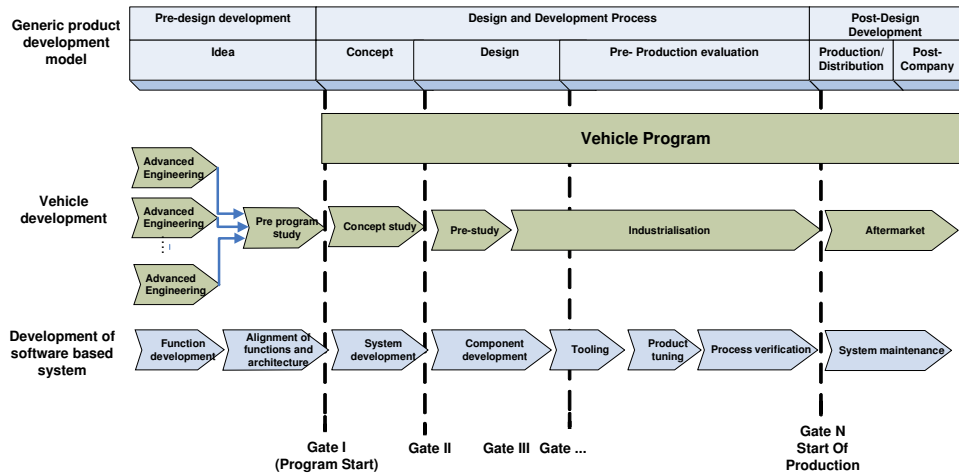 Generic product
development
model
Pre-design development
Design and Development Process
Post-Design
Development
Idea
Concept
Design
Pre- Production evaluation
Production/
Distribution
Post-
Company
Vehicle Program
Vehicle
development
Advanced
Engineering
Advanced
Engineering
...
Advanced
Engineering
Pre program
study
Concept study
Pre-study
Industrialisation
Aftermarket
Development of
software based
system
Function
development
Alignment of
functions and
architecture
System
development
Component
development
Tooling
Product
tuning
Process verification
System maintenance
Gate I
(Program Start)
Gate II
Gate III
Gate ...
Gate N
Start Of
Production